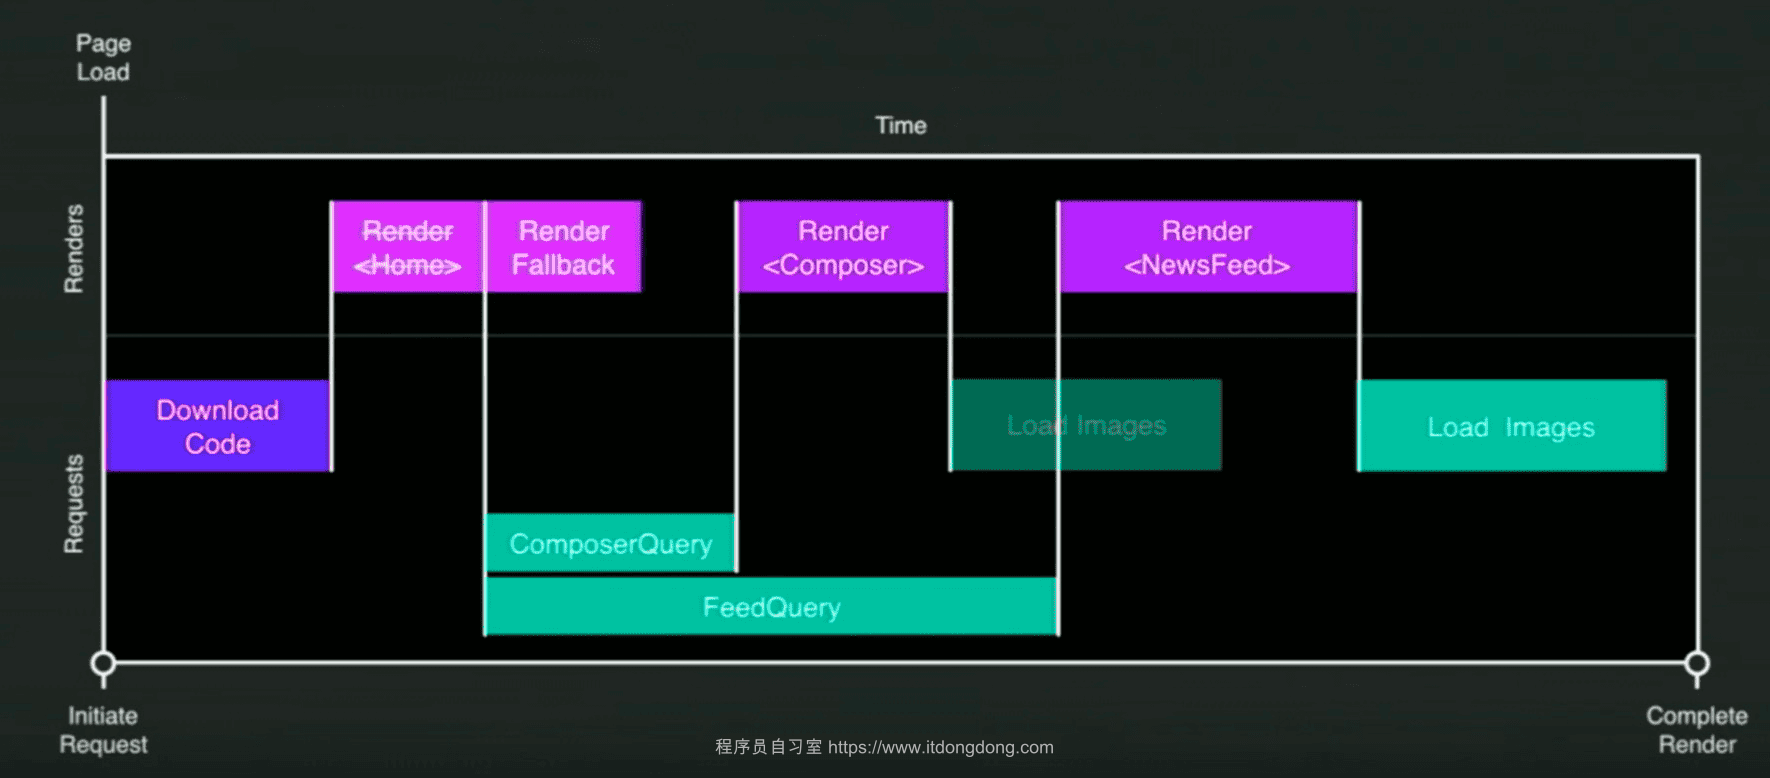 Page
Load
Time
Renders
Render
<Home>
Render
Fallback
Render
<Composer>
Render
<NewsFeed>
Requests
Download
Code
Load Images
Load Images
ComposerQuery
FeedQuery
Initiate
Request
Complete
Render
程序员自习室 https://www.itdongdong.com